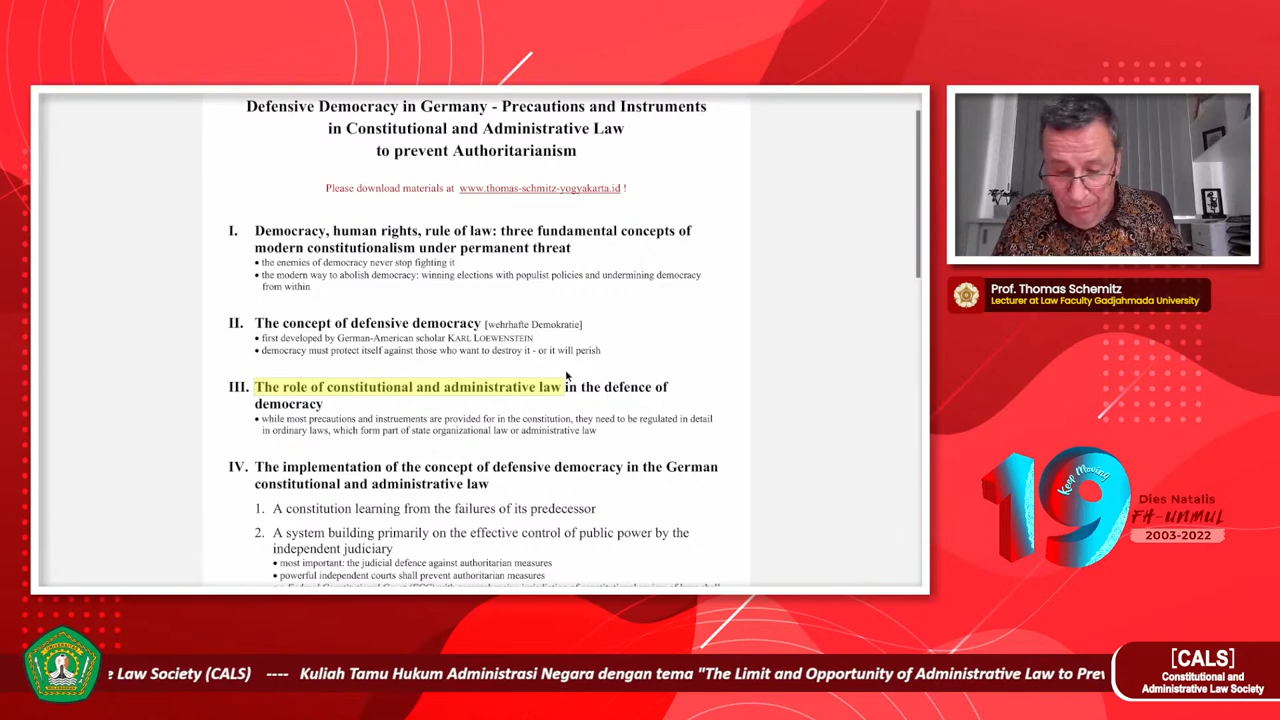 Defensive Democracy in Germany - Precautions and Instruments
in Constitutional and Administrative Law
to prevent Authoritarianism
Please download materials at www.thomas-schmitz-yogyakarta.id !
I. Democracy, human rights, rule of law: three fundamental concepts of
modern constitutionalism under permanent threat
• the enemies of democracy never stop fighting it
• the modern way to abolish democracy: winning elections with populist policies and undermining democracy
from within
II. The concept of defensive democracy [wehrhafte Demokratie]
• first developed by German-American scholar KARL LOEWENSTEIN
• democracy must protect itself against those who want to destroy it - or it will perish
III. The role of constitutional and administrative law in the defence of
democracy
• while most precautions and instruements are provided for in the constitution, they need to be regulated in detail
in ordinary laws, which form part of state organizational law or administrative law
IV. The implementation of the concept of defensive democracy in the German
constitutional and administrative law
1. A constitution learning from the failures of its predecessor
2. A system building primarily on the effective control of public power by the
independent judiciary
• most important: the judicial defence against authoritarian measures
• powerful independent courts shall prevent authoritarian measures
Prof. Thomas Schemitz
Lecturer at Law Faculty Gadjahmada University
19
Keep Moving
Dies Natalis
FH-UNMUL
2003-2022
e Law Society (CALS) ---- Kuliah Tamu Hukum Administrasi Negara dengan tema "The Limit and Opportunity of Administrative Law to Prev
[CALS]
Constitutional and
Administrative Law Society